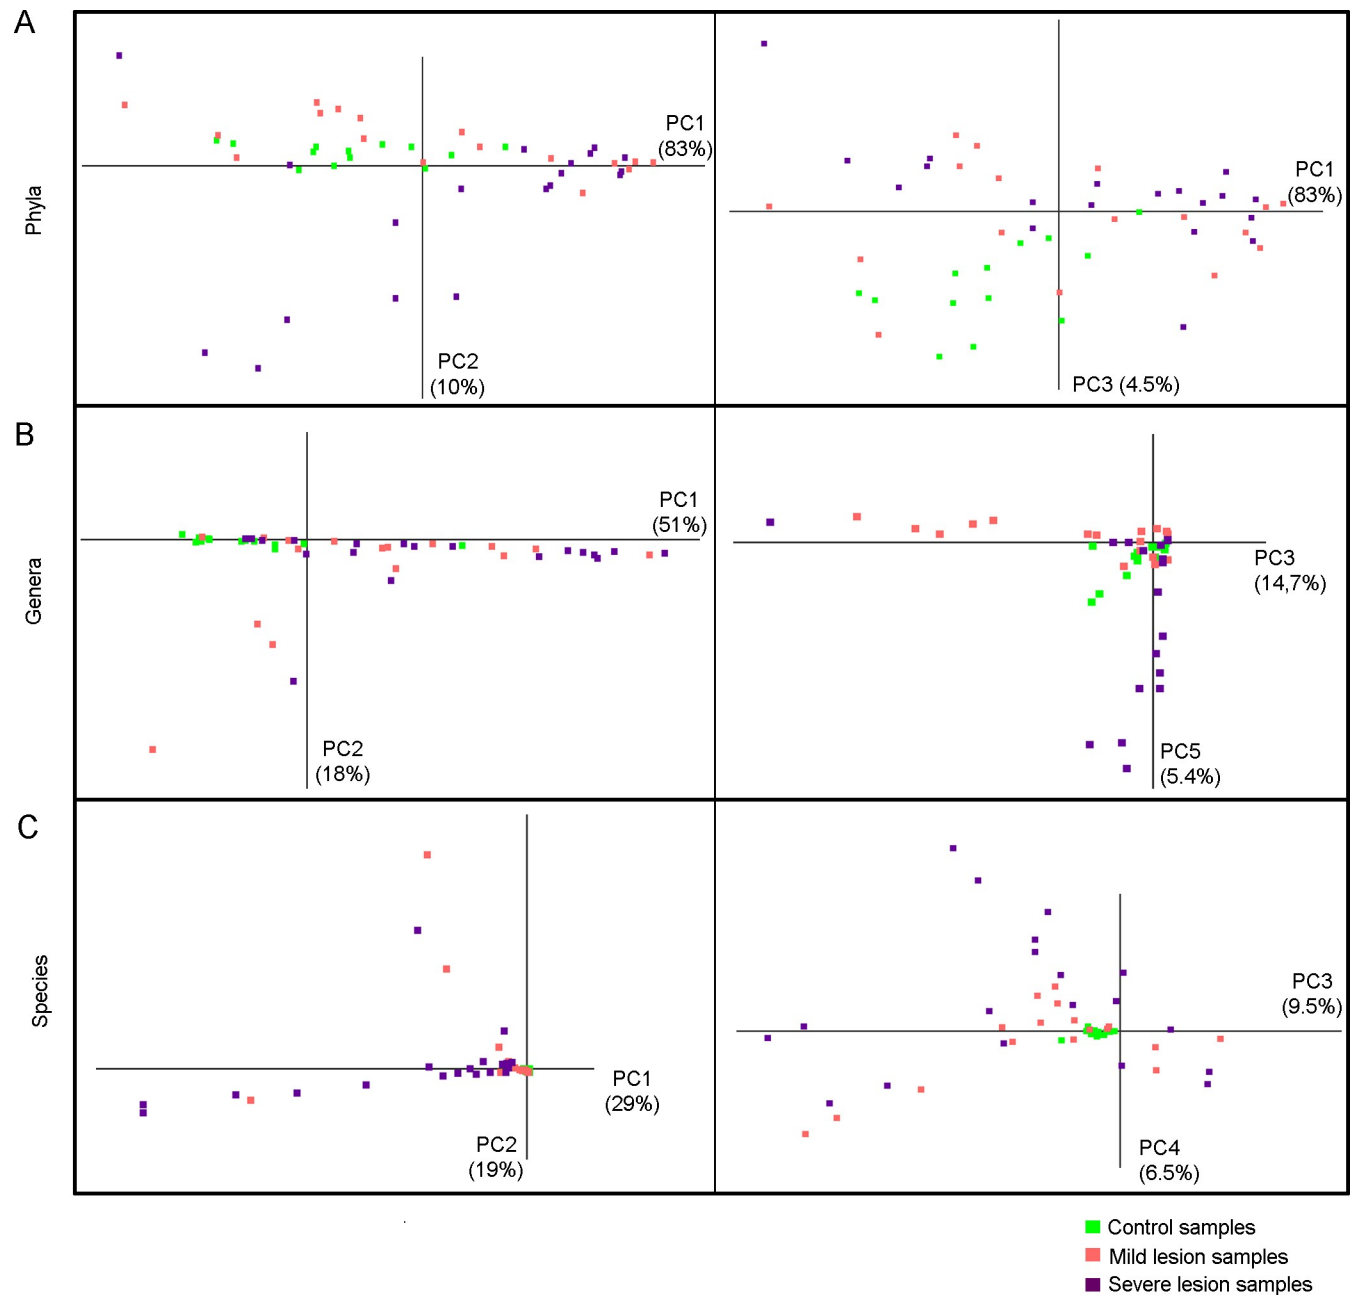 A
Phyla
PC1
(83%)
PC2
(10%)
PC1
(83%)
PC3 (4.5%)
B
Genera
PC1
(51%)
PC2
(18%)
PC3
(14,7%)
PC5
(5.4%)
C
Species
PC1
(29%)
PC2
(19%)
PC3
(9.5%)
PC4
(6.5%)
Control samples
Mild lesion samples
Severe lesion samples